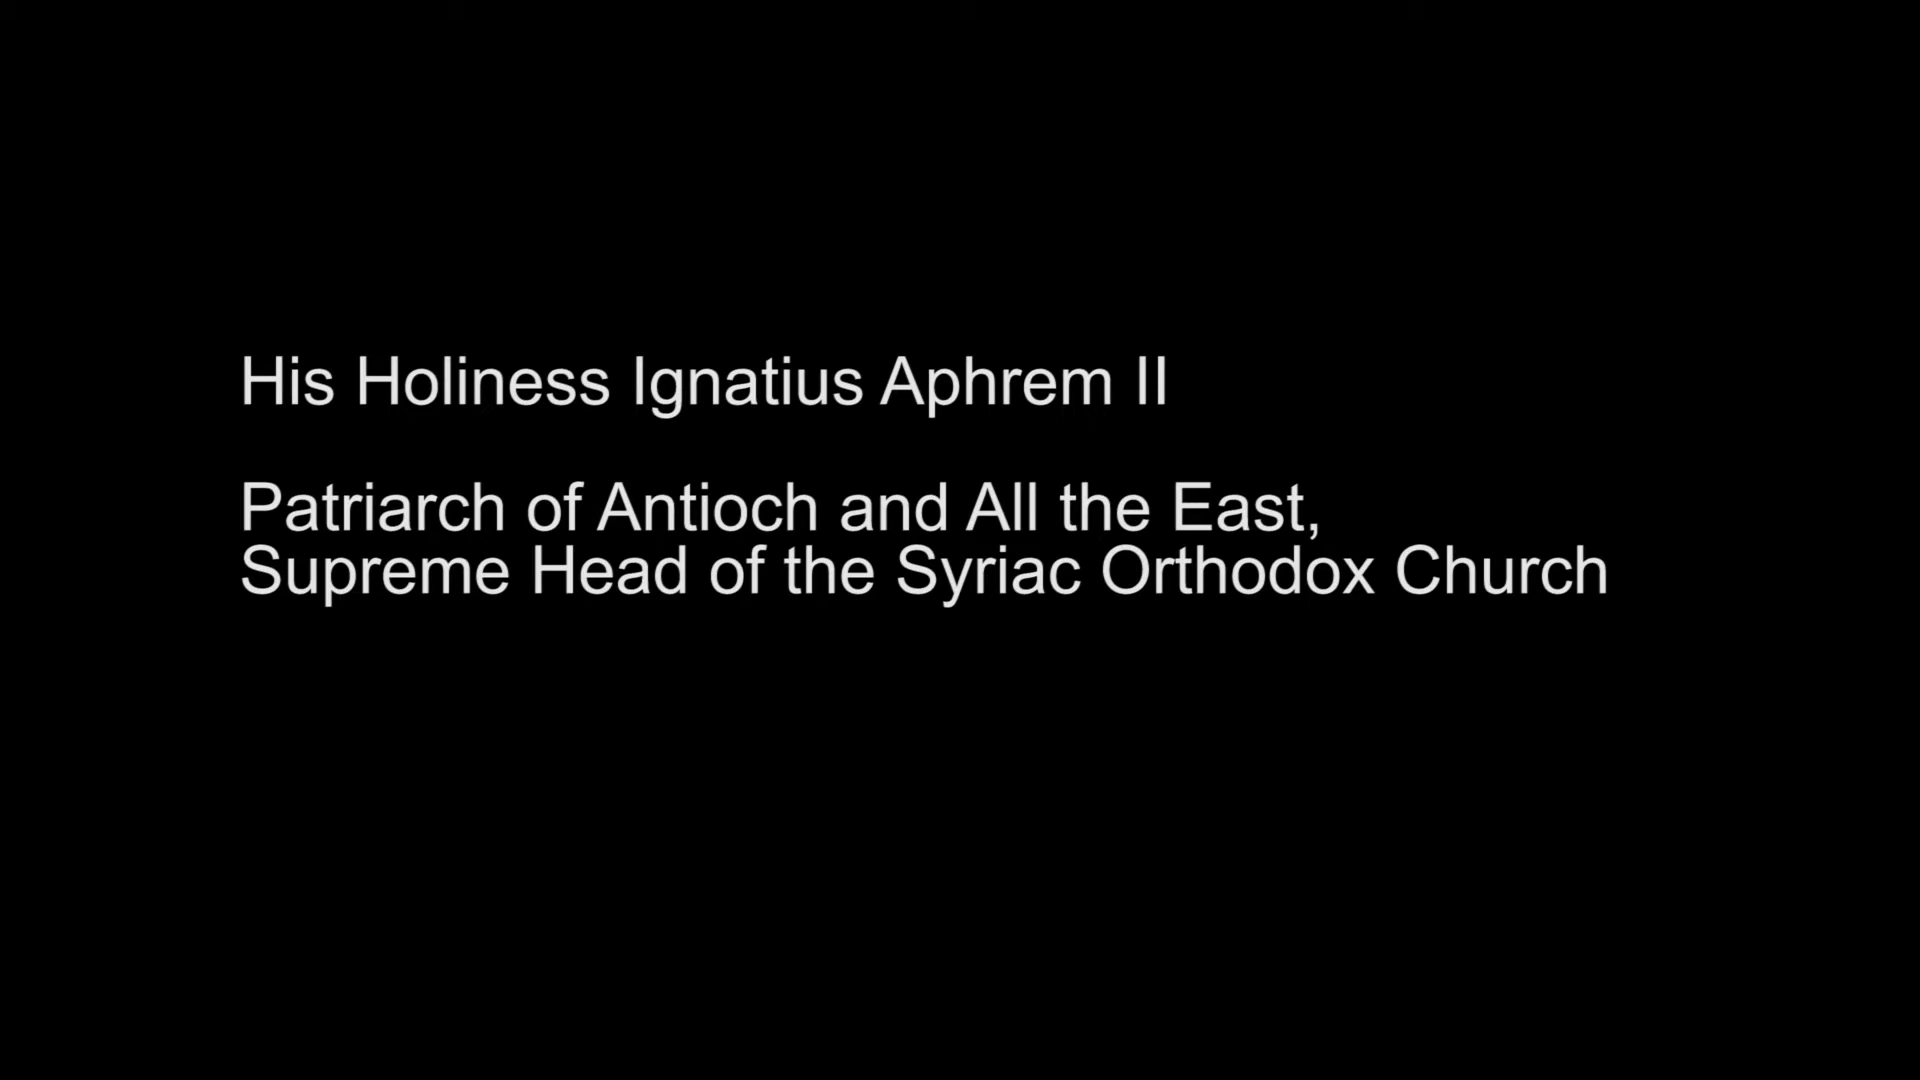 His Holiness Ignatius Aphrem II
Patriarch of Antioch and All the East,
Supreme Head of the Syriac Orthodox Church